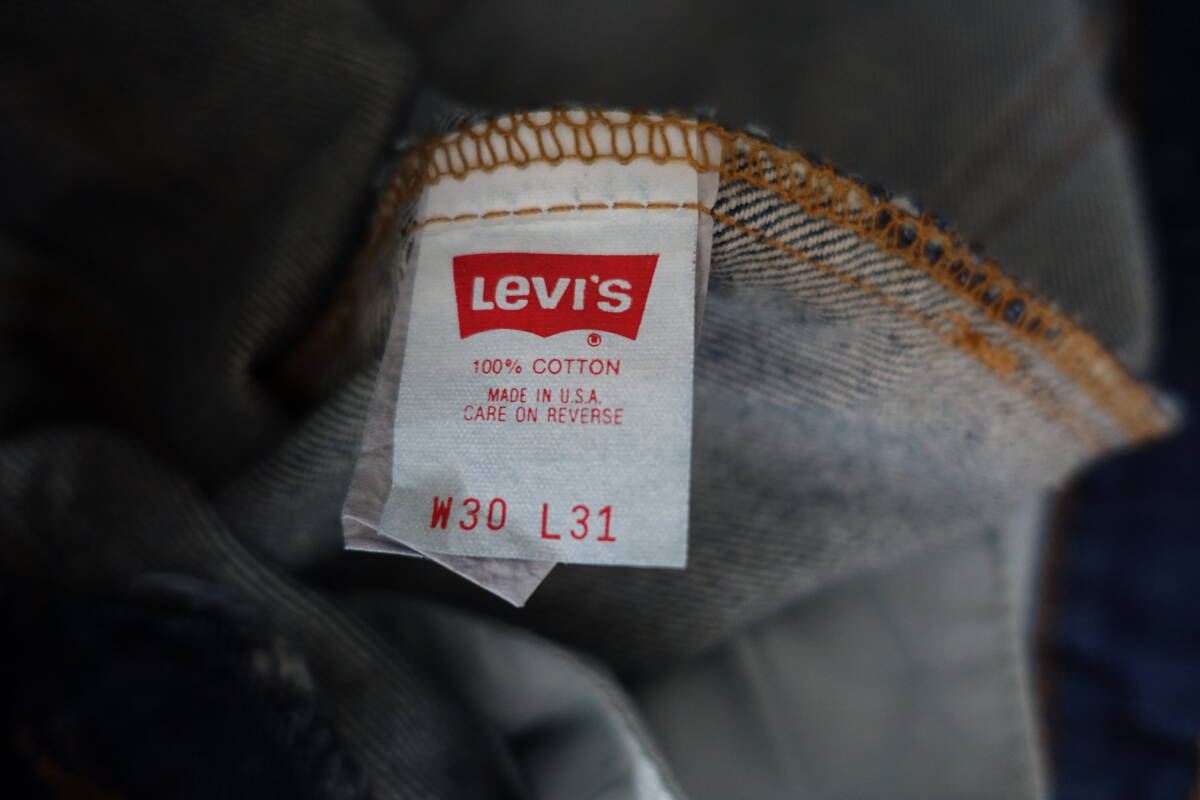 Levi's
®
100% COTTON
MADE IN U.S.A.
CARE ON REVERSE
W30 L31